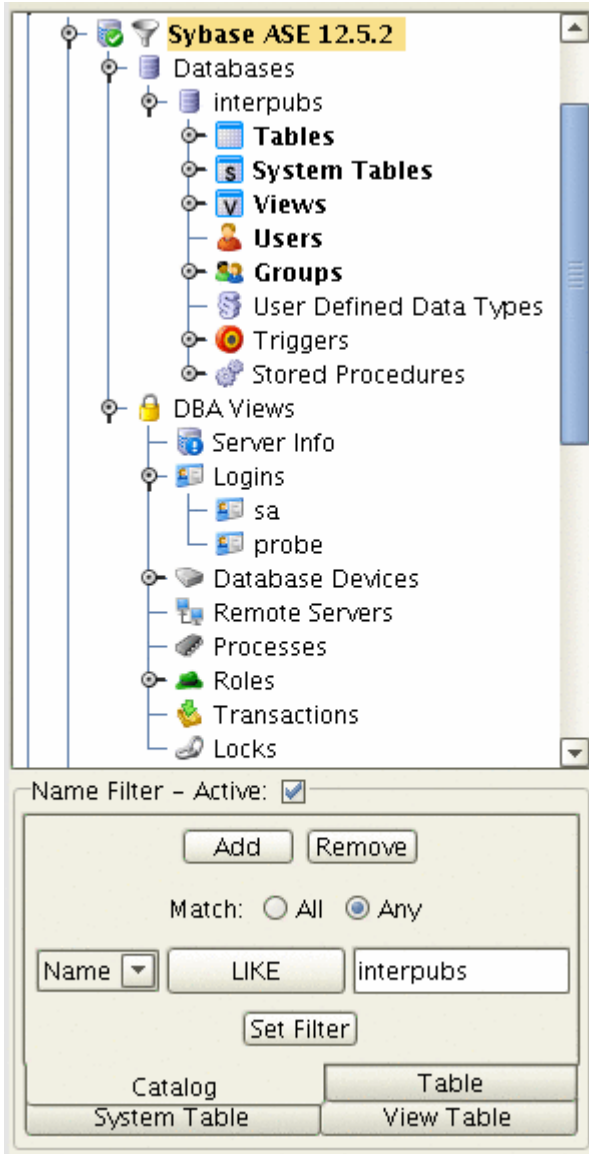 Sybase ASE 12.5.2
Databases
interpubs
Tables
S System Tables
V Views
Users
Groups
User Defined Data Types
Triggers
Stored Procedures
DBA Views
Server Info
Logins
sa
probe
Database Devices
Remote Servers
Processes
Roles
Transactions
Locks
Name Filter – Active:
Add Remove
Match: All Any
Name LIKE interpubs
Set Filter
Catalog Table
System Table View Table